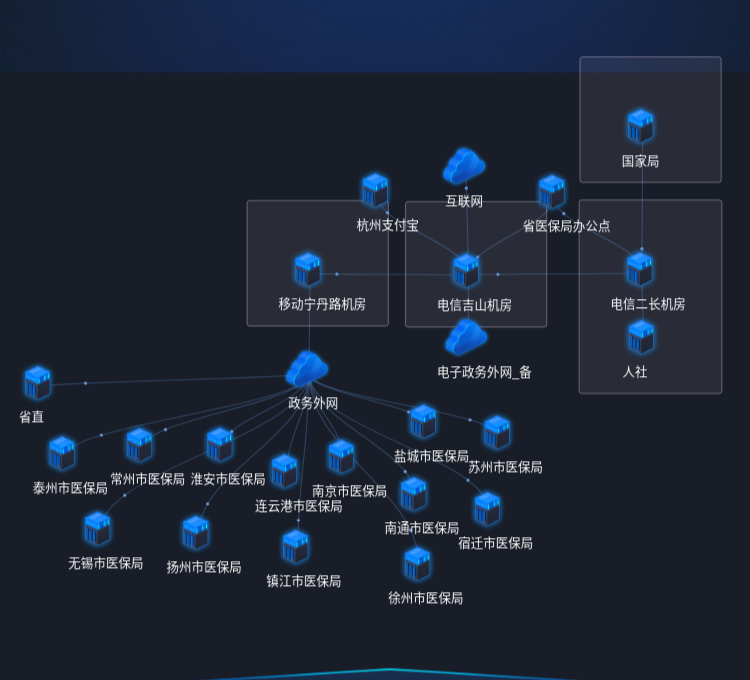 国家局
互联网
杭州支付宝
省医保局办公点
移动宁丹路机房
电信吉山机房
电信二长机房
电子政务外网_备
人社
政务外网
省直
盐城市医保局
苏州市医保局
常州市医保局
淮安市医保局
泰州市医保局
南京市医保局
连云港市医保局
南通市医保局
宿迁市医保局
无锡市医保局
扬州市医保局
镇江市医保局
徐州市医保局